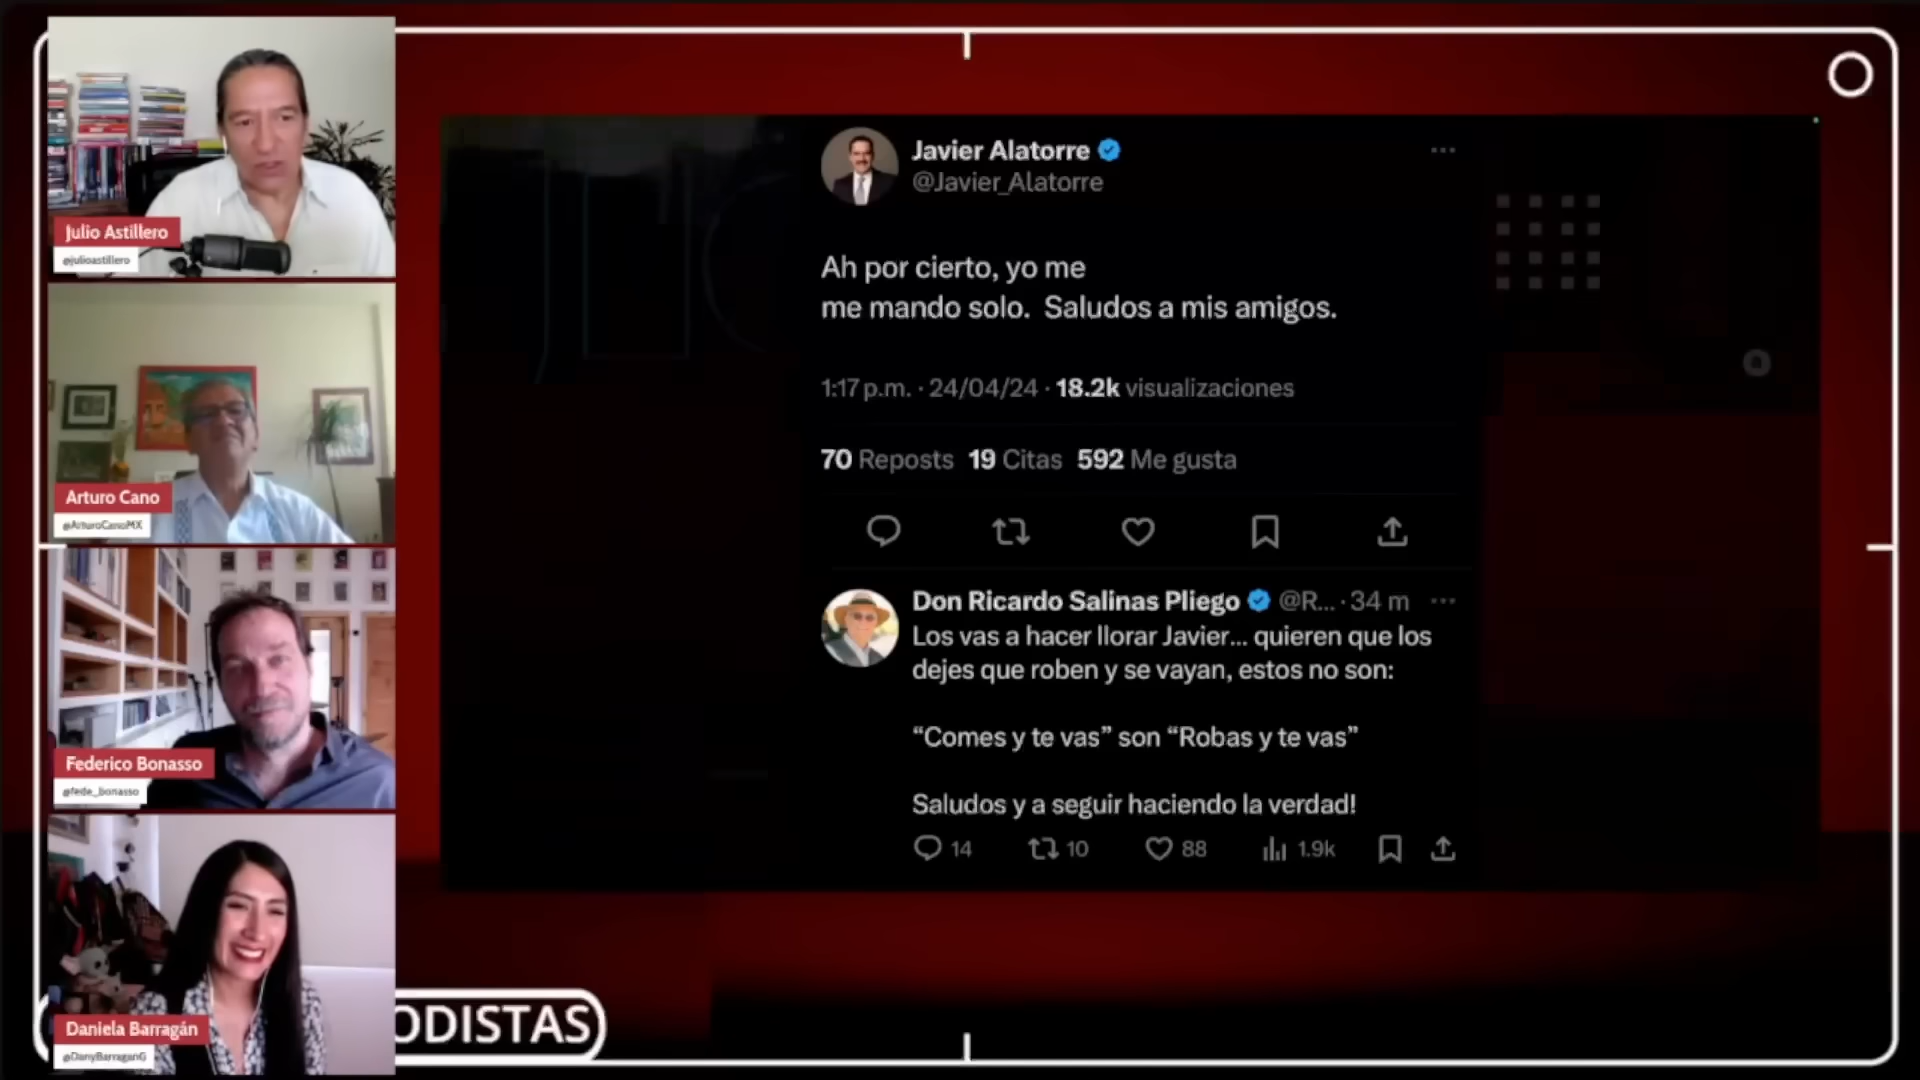 Julio Astillero
@julioastillero
Arturo Cano
@ArturoCanoMX
Federico Bonasso
@fede_bonasso
Daniela Barragán
@DanyBarraganG
ODISTAS
Javier Alatorre
@Javier_Alatorre
Ah por cierto, yo me
me mando solo. Saludos a mis amigos.
1:17 p.m. · 24/04/24 · 18.2k visualizaciones
70 Reposts 19 Citas 592 Me gusta
Don Ricardo Salinas Pliego @R... · 34 m
Los vas a hacer llorar Javier... quieren que los
dejes que roben y se vayan, estos no son:
“Comes y te vas” son “Robas y te vas”
Saludos y a seguir haciendo la verdad!
14 10 88 1.9k